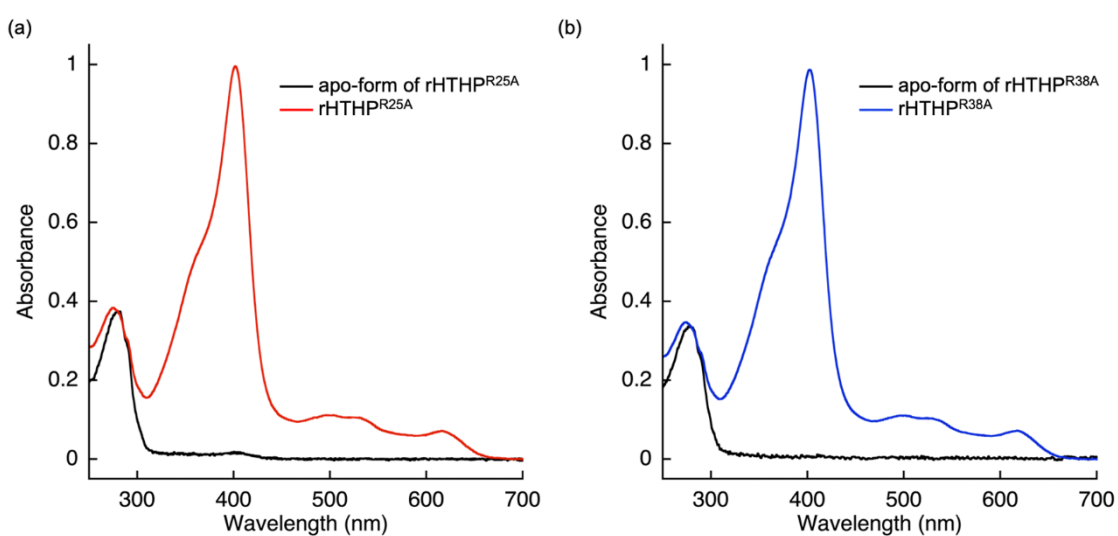 (a)
apo-form of rHTHP^R25A
rHTHP^R25A
1
0.8
0.6
0.4
0.2
0
Absorbance
300 400 500 600 700
Wavelength (nm)
(b)
apo-form of rHTHP^R38A
rHTHP^R38A
1
0.8
0.6
0.4
0.2
0
Absorbance
300 400 500 600 700
Wavelength (nm)